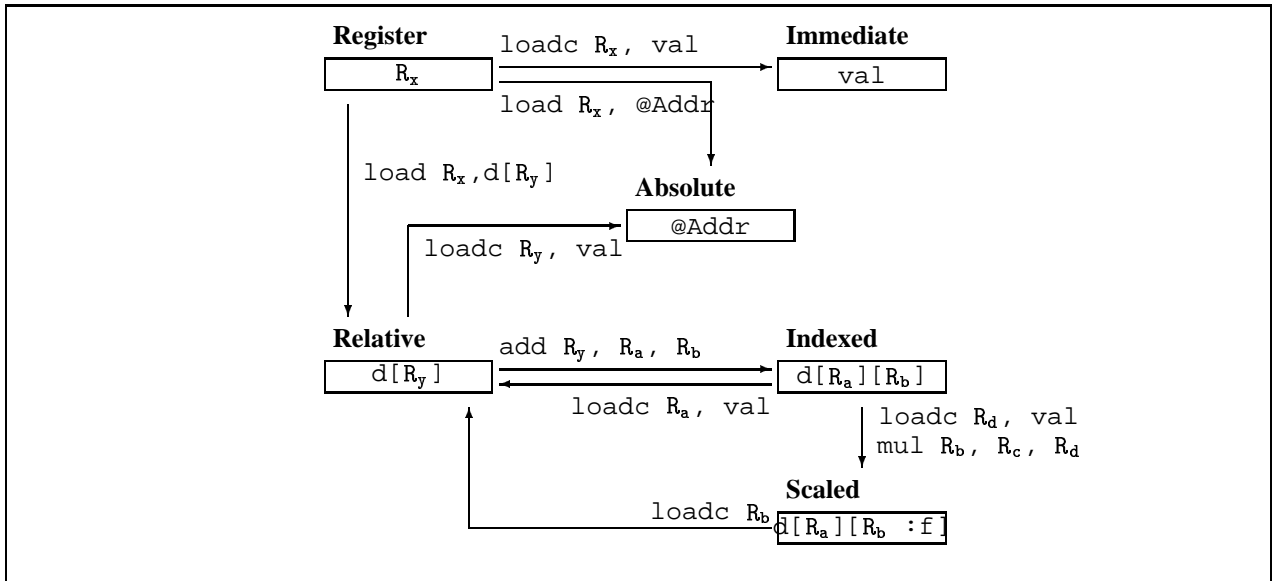 Register
loadc Rx, val
Immediate
Rx
val
load Rx, @Addr
load Rx,d[Ry]
Absolute
@Addr
loadc Ry, val
Relative
add Ry, Ra, Rb
Indexed
d[Ry]
d[Ra][Rb]
loadc Ra, val
loadc Rd, val
mul Rb, Rc, Rd
Scaled
loadc Rb
d[Ra][Rb :f]